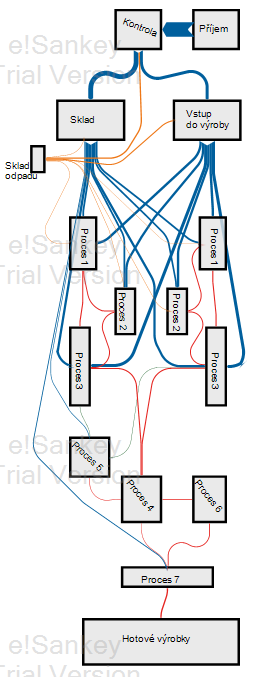 Kontrola
Příjem
e!Sankey
Trial Version
Sklad
Vstup
do výroby
Sklad
odpadu
Proces 1
Proces 1
e!Sankey
Trial Version
Proces 2
Proces 2
Proces 3
Proces 3
e!Sankey
Trial Version
Proces 5
Proces 4
Proces 6
Proces 7
Hotové výrobky
e!Sankey
Trial Version